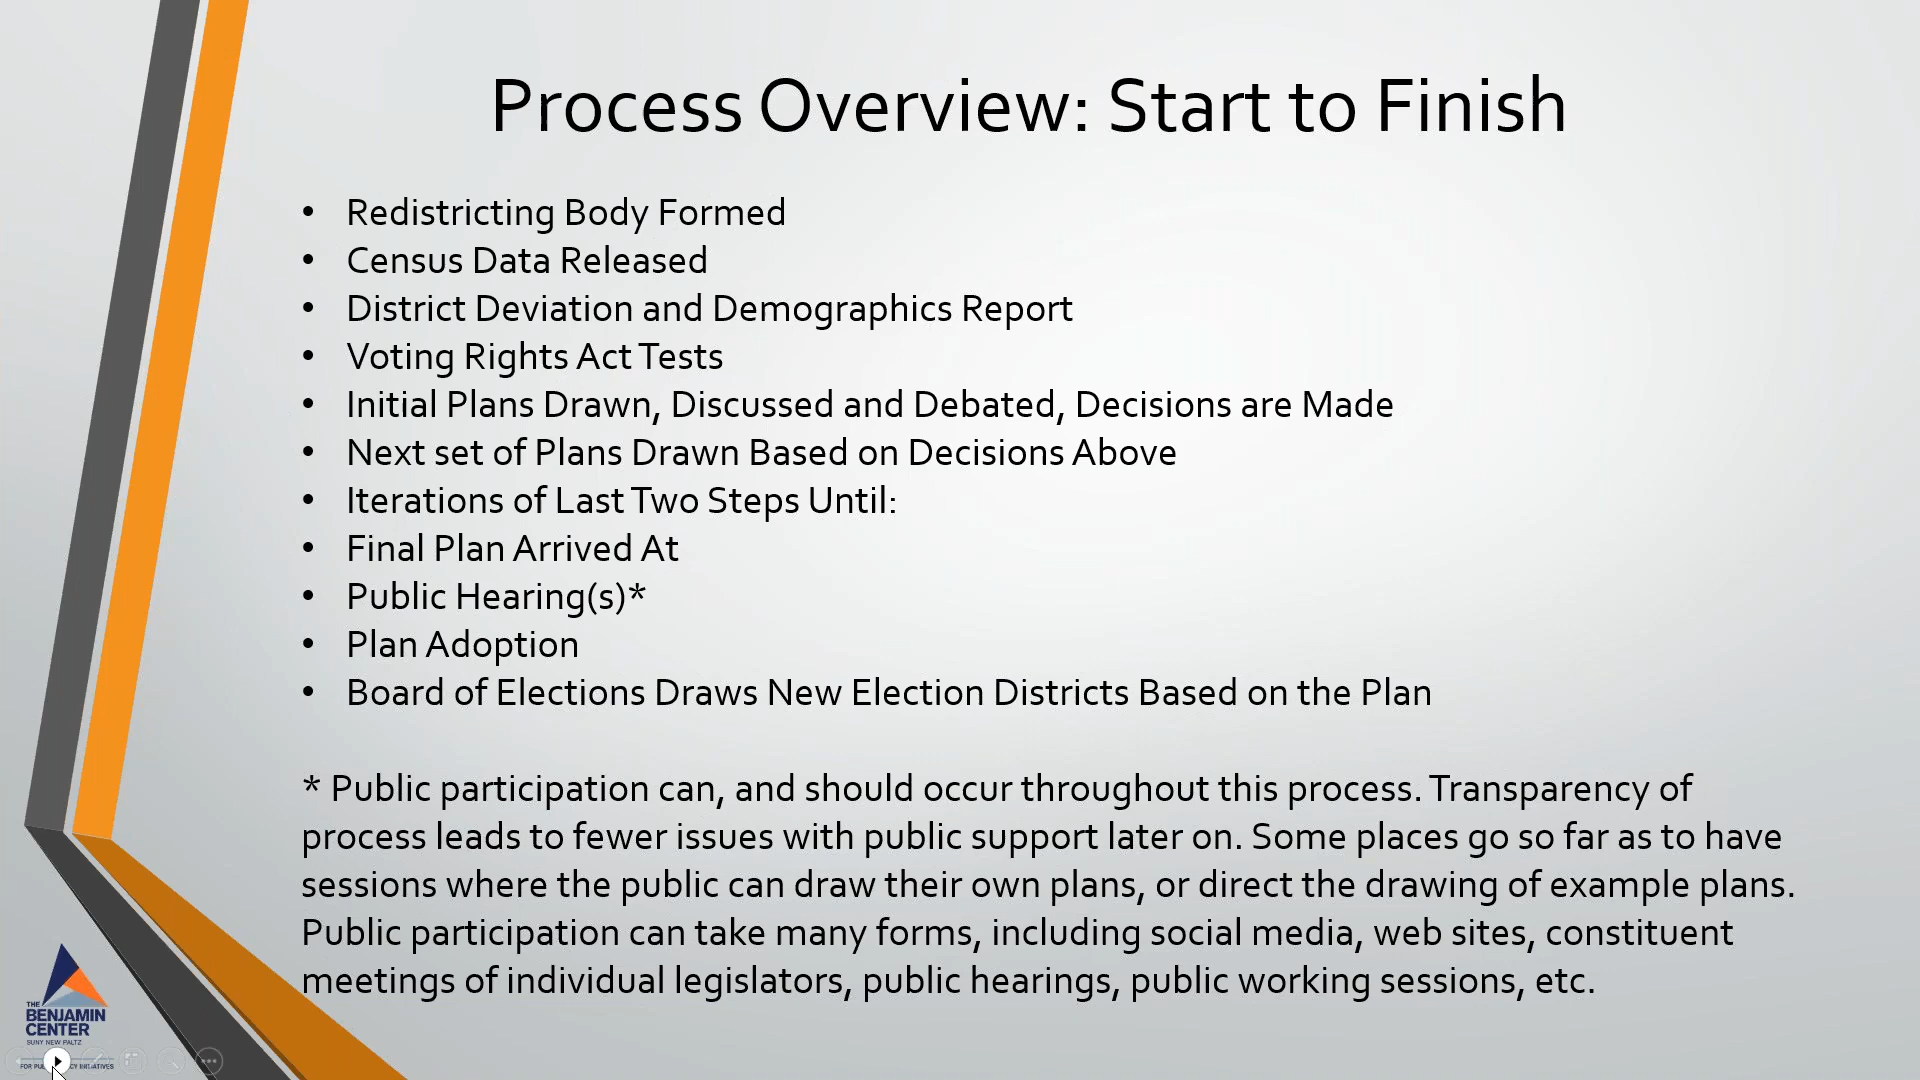 Process Overview: Start to Finish
• Redistricting Body Formed
• Census Data Released
• District Deviation and Demographics Report
• Voting Rights Act Tests
• Initial Plans Drawn, Discussed and Debated, Decisions are Made
• Next set of Plans Drawn Based on Decisions Above
• Iterations of Last Two Steps Until:
• Final Plan Arrived At
• Public Hearing(s)*
• Plan Adoption
• Board of Elections Draws New Election Districts Based on the Plan
* Public participation can, and should occur throughout this process. Transparency of
process leads to fewer issues with public support later on. Some places go so far as to have
sessions where the public can draw their own plans, or direct the drawing of example plans.
Public participation can take many forms, including social media, web sites, constituent
meetings of individual legislators, public hearings, public working sessions, etc.
THE
BENJAMIN
CENTER
SUNY NEW PALTZ
FOR INITIATIVES